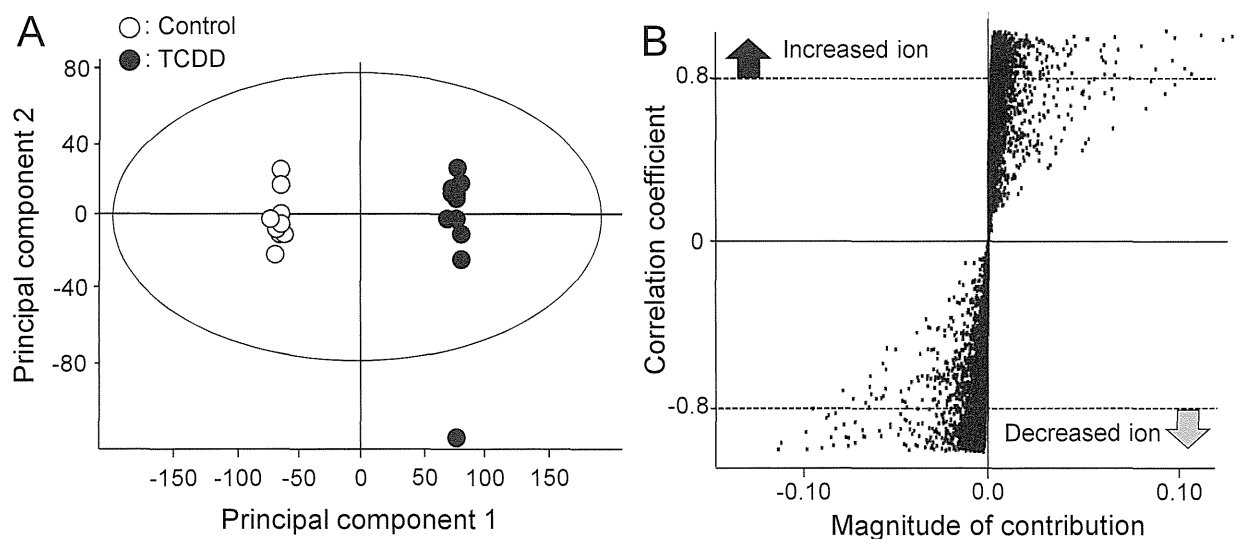 A
○: Control
●: TCDD
Principal component 2
80
40
0
-40
-80
-150 -100 -50 0 50 100 150
Principal component 1
B
Increased ion
Correlation coefficient
0.8
0
-0.8
Decreased ion
-0.10 0.0 0.10
Magnitude of contribution